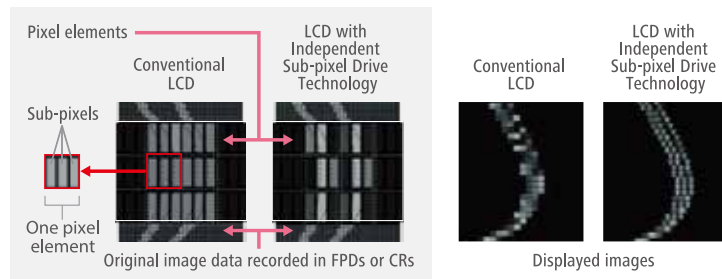 Pixel elements
Conventional
LCD
LCD with
Independent
Sub-pixel Drive
Technology
Sub-pixels
One pixel
element
Original image data recorded in FPDs or CRs
Conventional
LCD
LCD with
Independent
Sub-pixel Drive
Technology
Displayed images